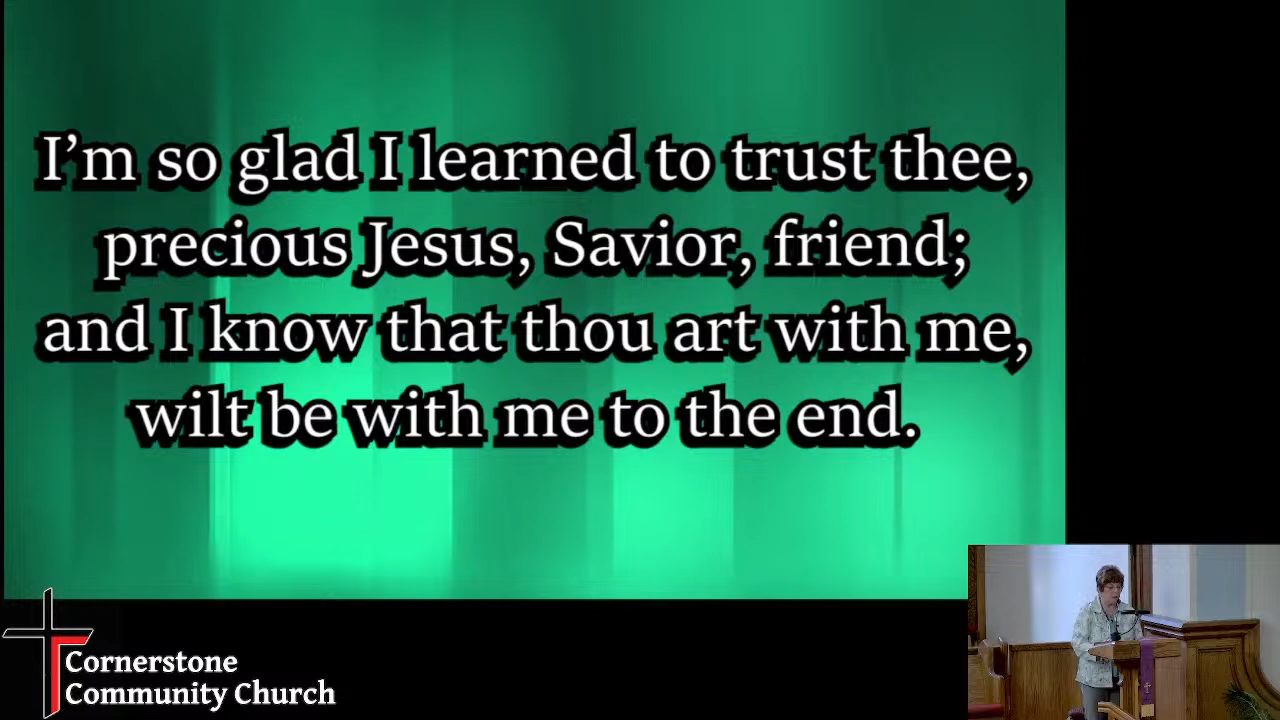 I’m so glad I learned to trust thee,
precious Jesus, Savior, friend;
and I know that thou art with me,
wilt be with me to the end.
Cornerstone
Community Church